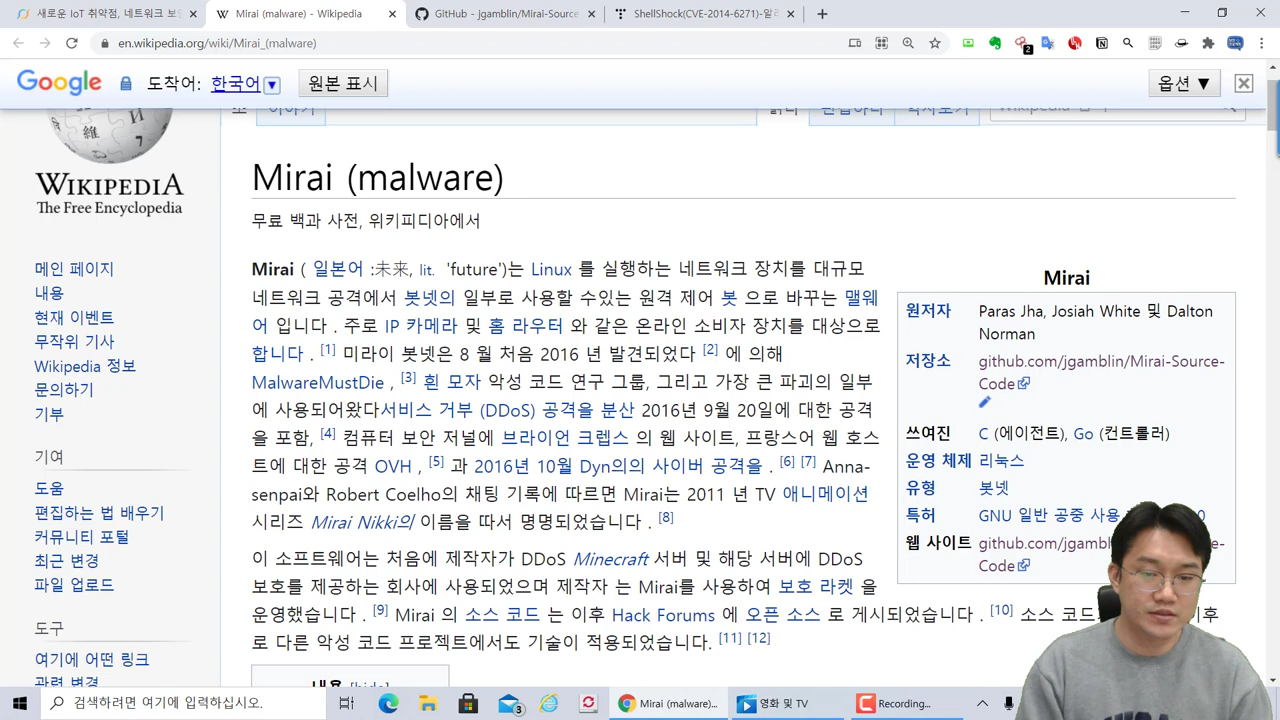 새로운 IoT 취약점, 네트워크 보안
Mirai (malware) - Wikipedia
GitHub - jgamblin/Mirai-Source
ShellShock(CVE-2014-6271)-알
en.wikipedia.org/wiki/Mirai_(malware)
2
Google 도착어: 한국어 ▼ 원본 표시 옵션 ▼
WIKIPEDIA
The Free Encyclopedia
메인 페이지
내용
현재 이벤트
무작위 기사
Wikipedia 정보
문의하기
기부
기여
도움
편집하는 법 배우기
커뮤니티 포털
최근 변경
파일 업로드
도구
여기에 어떤 링크
관련 변경
이야기
Mirai (malware)
무료 백과 사전, 위키피디아에서
Mirai ( 일본어 :未来, lit. 'future')는 Linux 를 실행하는 네트워크 장치를 대규모
네트워크 공격에서 봇넷의 일부로 사용할 수있는 원격 제어 봇 으로 바꾸는 맬웨
어 입니다 . 주로 IP 카메라 및 홈 라우터 와 같은 온라인 소비자 장치를 대상으로
합니다 . [1] 미라이 봇넷은 8 월 처음 2016 년 발견되었다 [2] 에 의해
MalwareMustDie , [3] 흰 모자 악성 코드 연구 그룹, 그리고 가장 큰 파괴의 일부
에 사용되어왔다서비스 거부 (DDoS) 공격을 분산 2016년 9월 20일에 대한 공격
을 포함, [4] 컴퓨터 보안 저널에 브라이언 크렙스 의 웹 사이트, 프랑스어 웹 호스
트에 대한 공격 OVH , [5] 과 2016년 10월 Dyn의의 사이버 공격을 . [6] [7] Anna-
senpai와 Robert Coelho의 채팅 기록에 따르면 Mirai는 2011 년 TV 애니메이션
시리즈 Mirai Nikki의 이름을 따서 명명되었습니다 . [8]
이 소프트웨어는 처음에 제작자가 DDoS Minecraft 서버 및 해당 서버에 DDoS
보호를 제공하는 회사에 사용되었으며 제작자 는 Mirai를 사용하여 보호 라켓 을
운영했습니다 . [9] Mirai 의 소스 코드 는 이후 Hack Forums 에 오픈 소스 로 게시되었습니다 . [10] 소스 코드 이후
로 다른 악성 코드 프로젝트에서도 기술이 적용되었습니다. [11] [12]
내용 [hide]
Mirai
원저자 Paras Jha, Josiah White 및 Dalton
Norman
저장소 github.com/jgamblin/Mirai-Source-
Code
쓰여진 C (에이전트), Go (컨트롤러)
운영 체제 리눅스
유형 봇넷
특허 GNU 일반 공중 사용
웹 사이트 github.com/jgamb
Code
검색하려면 여기에 입력하십시오.
3
Mirai (malware)...
영화 및 TV
Recording...